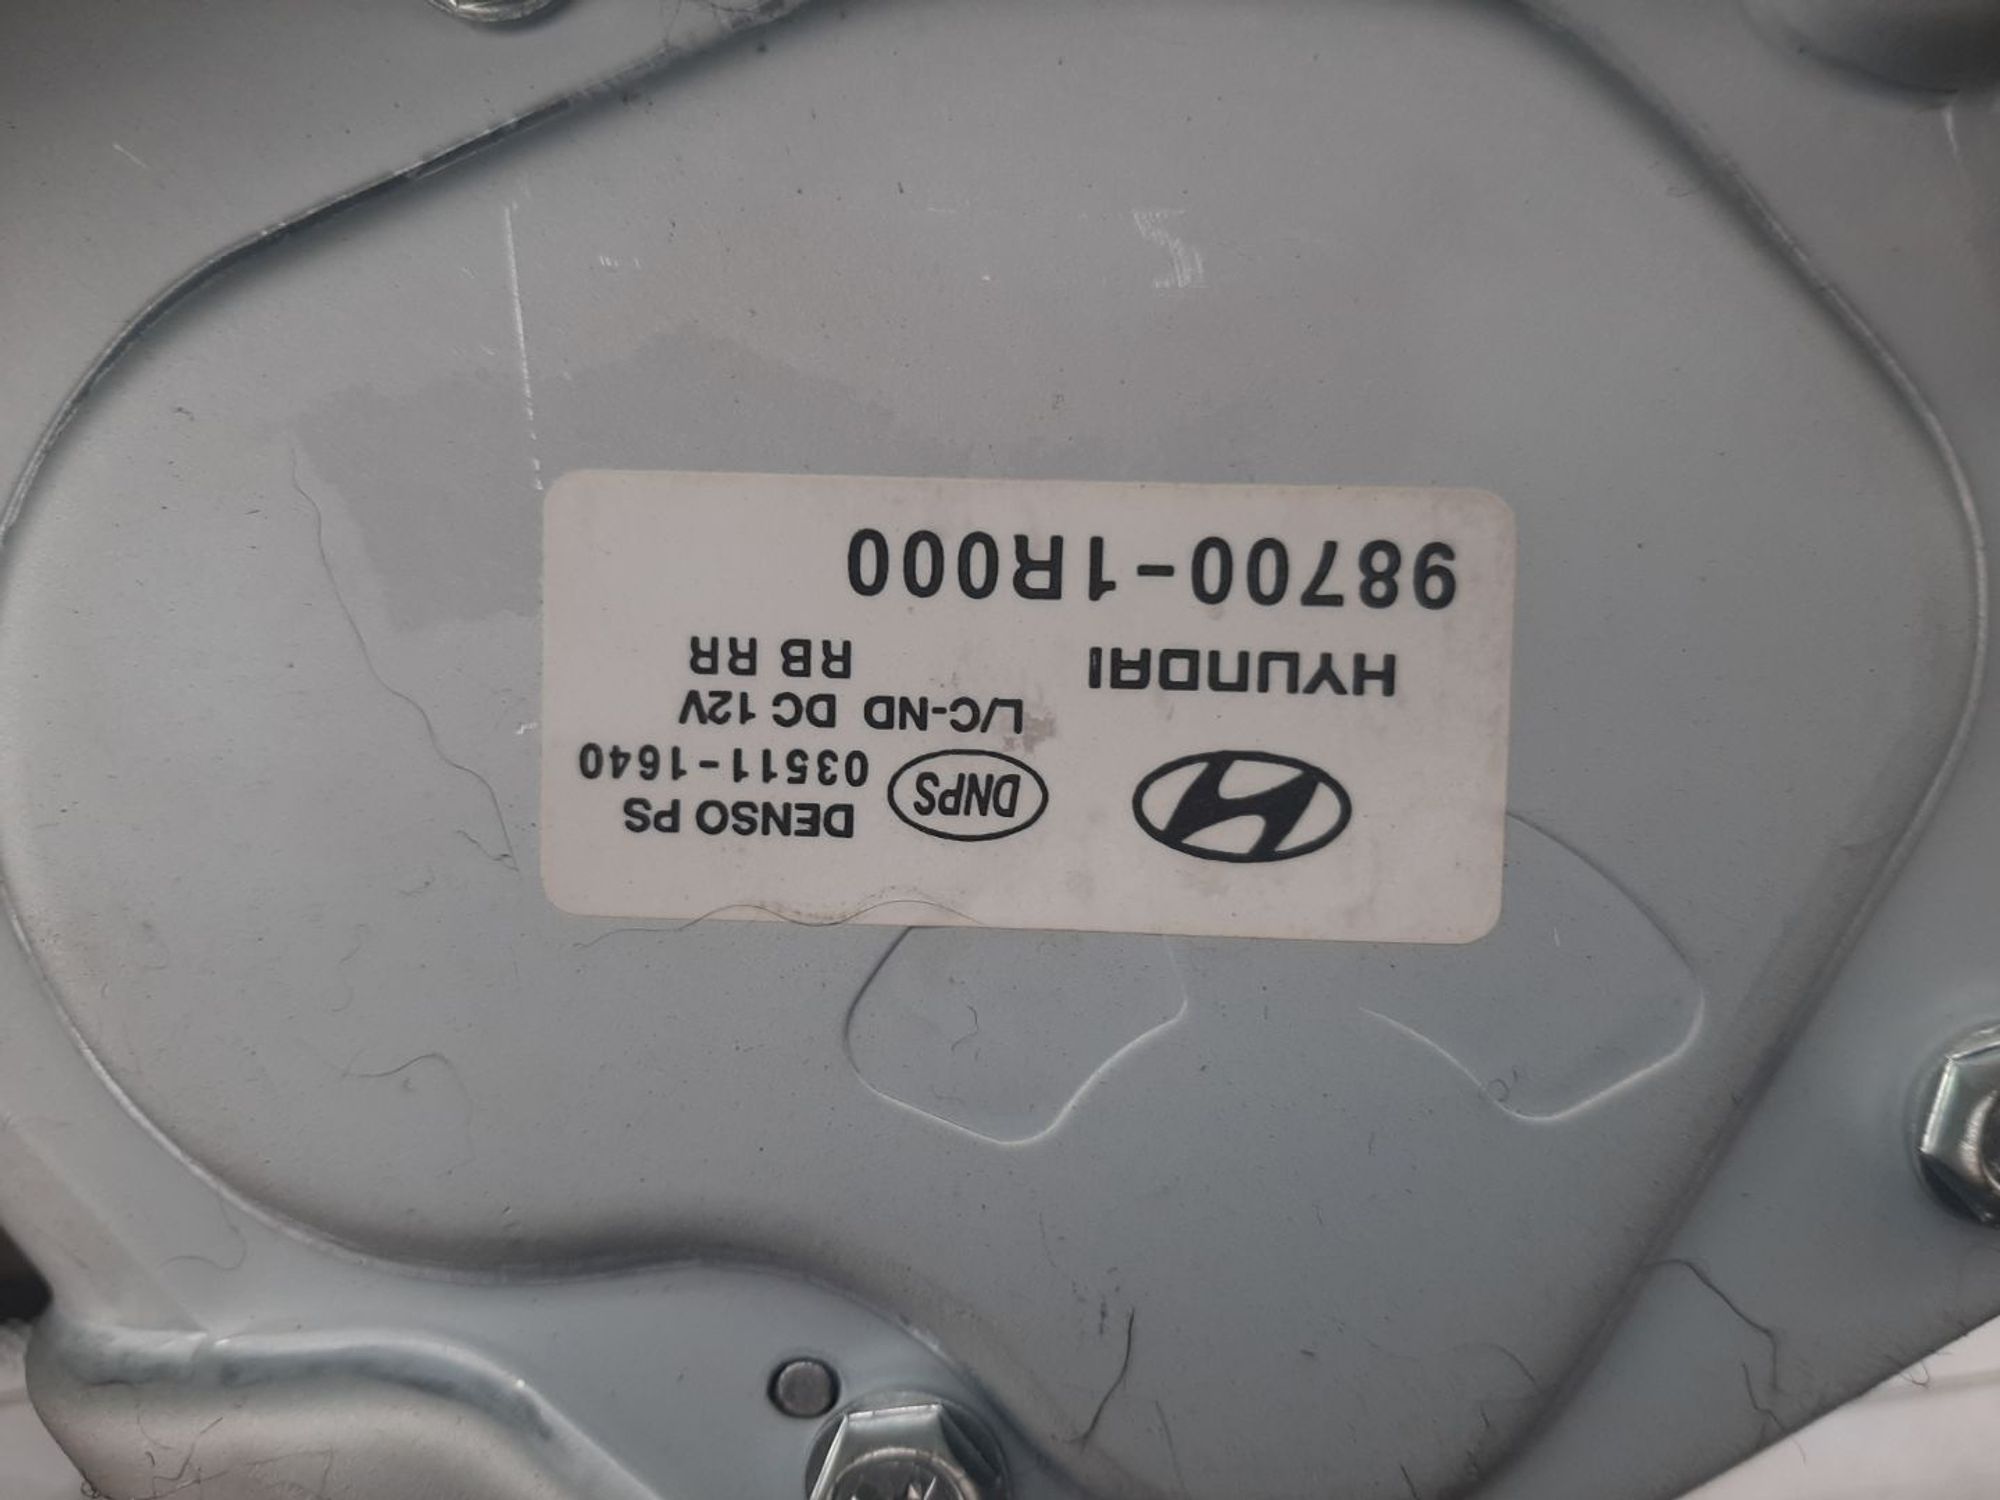 DENSO PS
DNPS 03511-1640
L/C-ND DC 12V
HYUNDAI RB RR
98700-1R000